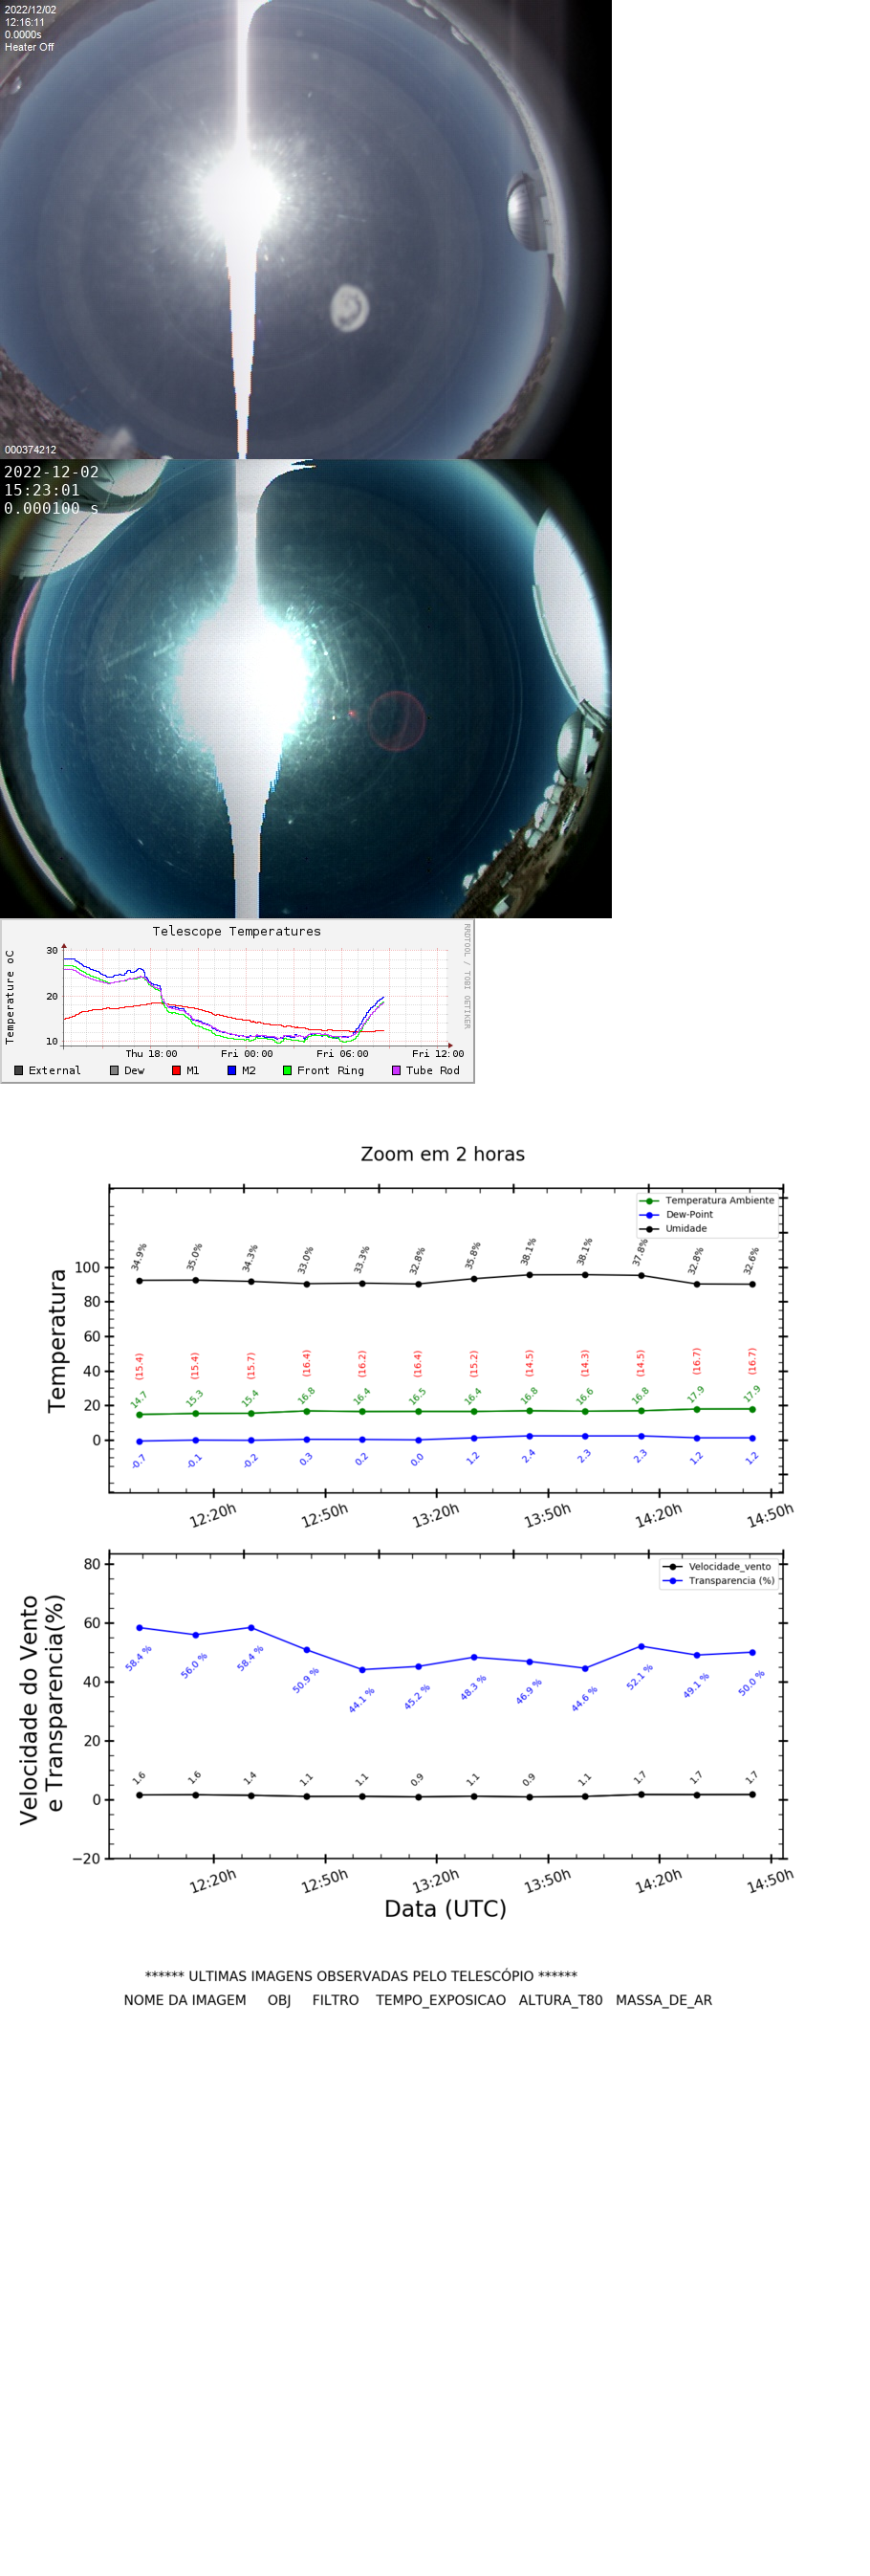 2022/12/02
12:16:11
0.0000s
Heater Off
000374212
2022-12-02
15:23:01
0.000100 s
Telescope Temperatures
RRDTOOL / TOBI OETIKER
Temperature oC
30
20
10
Thu 18:00 Fri 00:00 Fri 06:00 Fri 12:00
External Dew M1 M2 Front Ring Tube Rod
Zoom em 2 horas
Temperatura Ambiente
Dew-Point
Umidade
Temperatura
100
80
60
40
20
0
34.9% 35.0% 34.3% 33.0% 33.3% 32.8% 35.8% 38.1% 38.1% 37.8% 32.8% 32.6%
(15.4) (15.4) (15.7) (16.4) (16.2) (16.4) (15.2) (14.5) (14.3) (14.5) (16.7) (16.7)
14.7 15.3 15.4 16.8 16.4 16.5 16.4 16.8 16.6 16.8 17.9 17.9
-0.7 -0.1 -0.2 0.3 0.2 0.0 1.2 2.4 2.3 2.3 1.2 1.2
12:20h 12:50h 13:20h 13:50h 14:20h 14:50h
Velocidade_vento
Transparencia (%)
Velocidade do Vento
e Transparencia(%)
80
60
40
20
0
−20
58.4 % 56.0 % 58.4 % 50.9 % 44.1 % 45.2 % 48.3 % 46.9 % 44.6 % 52.1 % 49.1 % 50.0 %
1.6 1.6 1.4 1.1 1.1 0.9 1.1 0.9 1.1 1.7 1.7 1.7
12:20h 12:50h 13:20h 13:50h 14:20h 14:50h
Data (UTC)
****** ULTIMAS IMAGENS OBSERVADAS PELO TELESCÓPIO ******
NOME DA IMAGEM OBJ FILTRO TEMPO_EXPOSICAO ALTURA_T80 MASSA_DE_AR